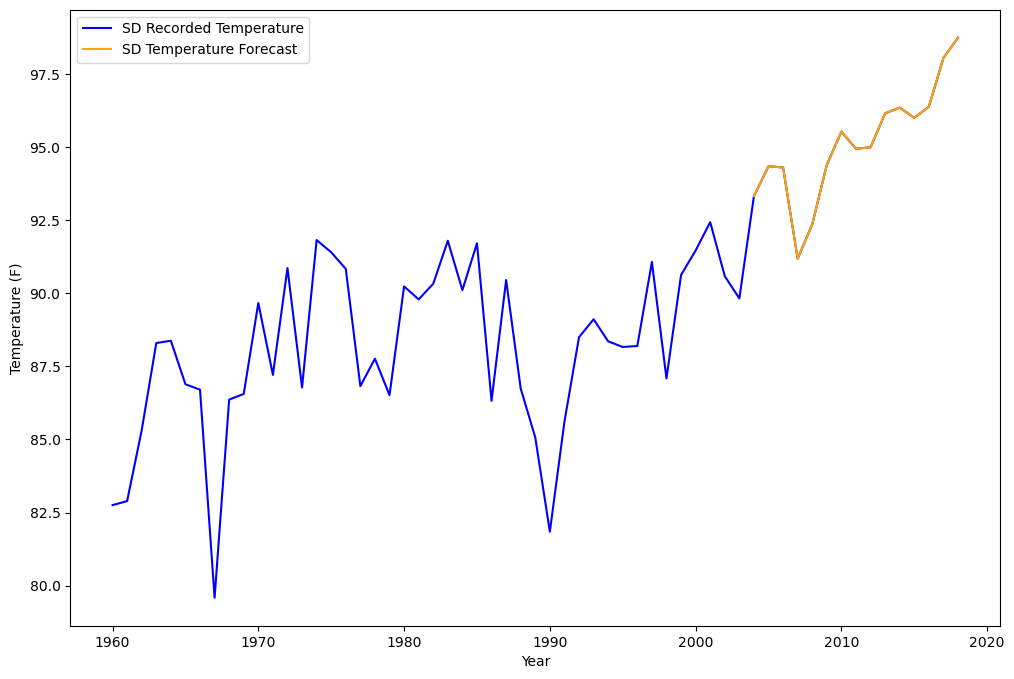 SD Recorded Temperature
SD Temperature Forecast
97.5
95.0
92.5
90.0
87.5
85.0
82.5
80.0
Temperature (F)
1960 1970 1980 1990 2000 2010 2020
Year